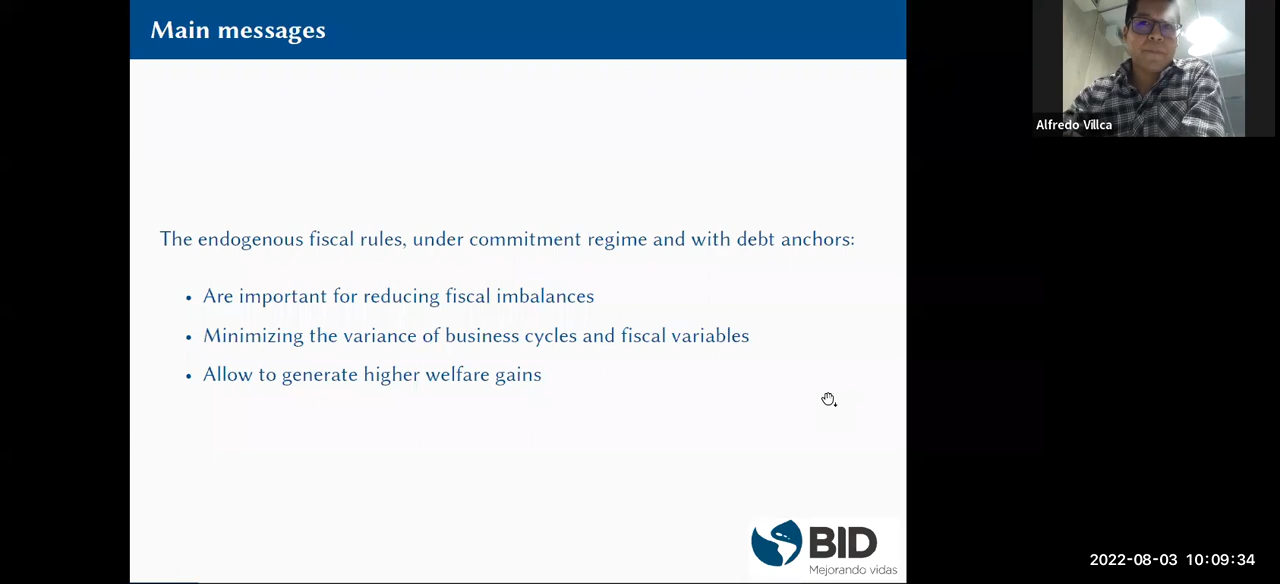 Main messages
Alfredo Villca
The endogenous fiscal rules, under commitment regime and with debt anchors:
• Are important for reducing fiscal imbalances
• Minimizing the variance of business cycles and fiscal variables
• Allow to generate higher welfare gains
BID
Mejorando vidas
2022-08-03 10:09:34